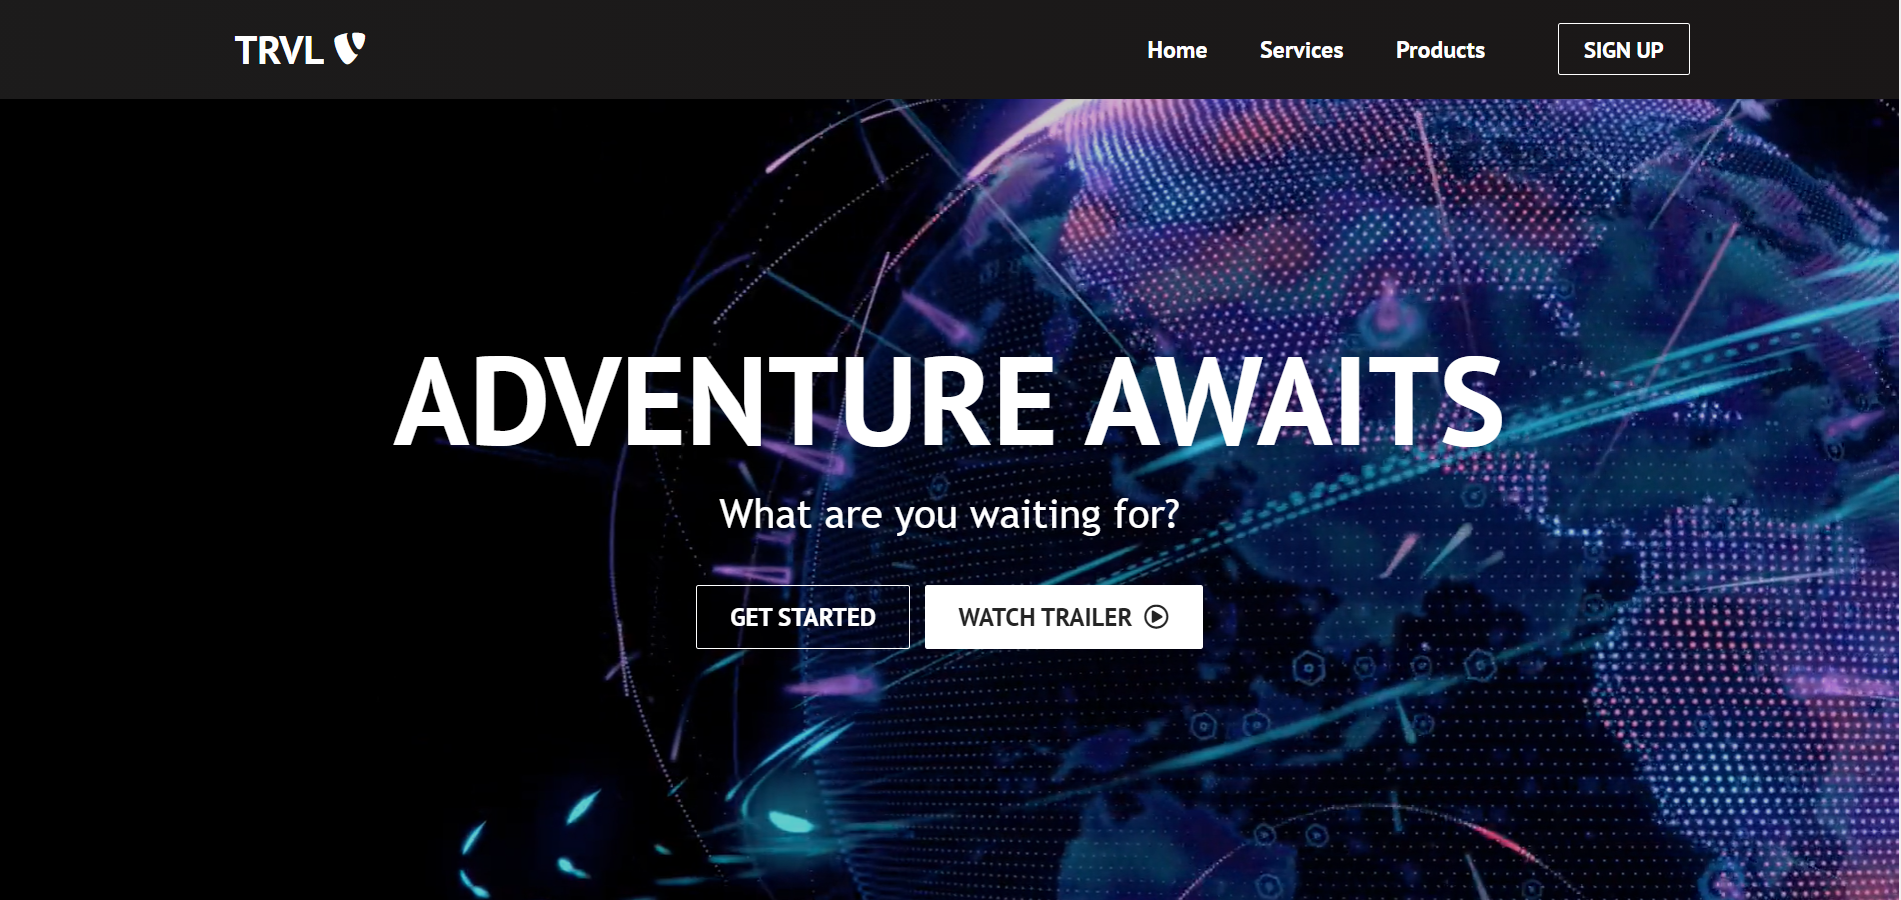 TRVL
Home Services Products SIGN UP
ADVENTURE AWAITS
What are you waiting for?
GET STARTED WATCH TRAILER